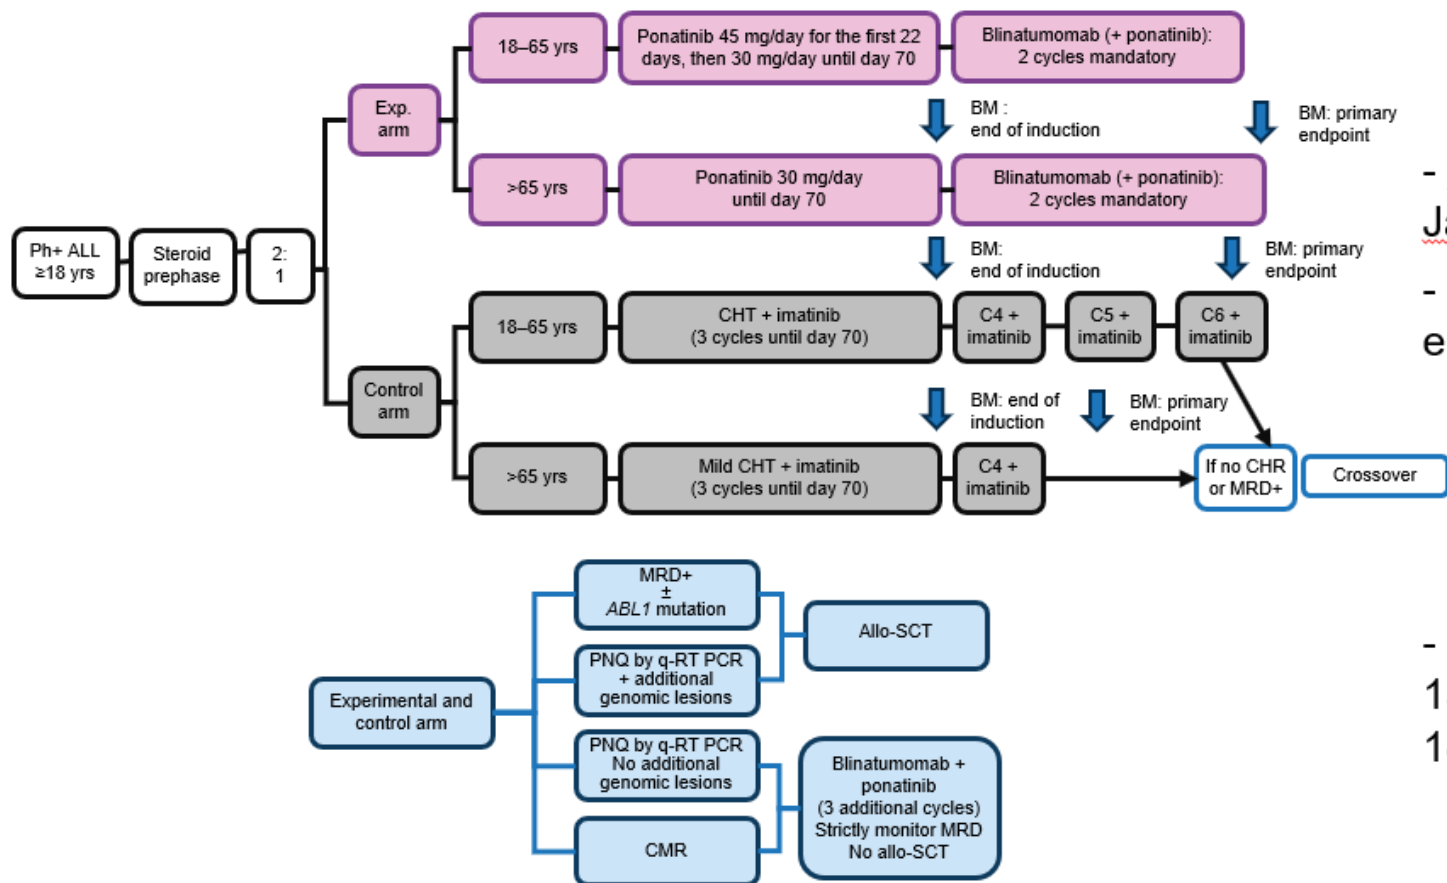 18–65 yrs
Ponatinib 45 mg/day for the first 22
days, then 30 mg/day until day 70
Blinatumomab (+ ponatinib):
2 cycles mandatory
Exp.
arm
BM :
end of induction
BM: primary
endpoint
>65 yrs
Ponatinib 30 mg/day
until day 70
Blinatumomab (+ ponatinib):
2 cycles mandatory
Ph+ ALL
≥18 yrs
Steroid
prephase
2:
1
BM:
end of induction
BM: primary
endpoint
18–65 yrs
CHT + imatinib
(3 cycles until day 70)
C4 +
imatinib
C5 +
imatinib
C6 +
imatinib
Control
arm
BM: end of
induction
BM: primary
endpoint
>65 yrs
Mild CHT + imatinib
(3 cycles until day 70)
C4 +
imatinib
If no CHR
or MRD+
Crossover
-
-
-
1
MRD+
±
ABL1 mutation
Allo-SCT
PNQ by q-RT PCR
+ additional
genomic lesions
Experimental and
control arm
PNQ by q-RT PCR
No additional
genomic lesions
CMR
Blinatumomab +
ponatinib
(3 additional cycles)
Strictly monitor MRD
No allo-SCT